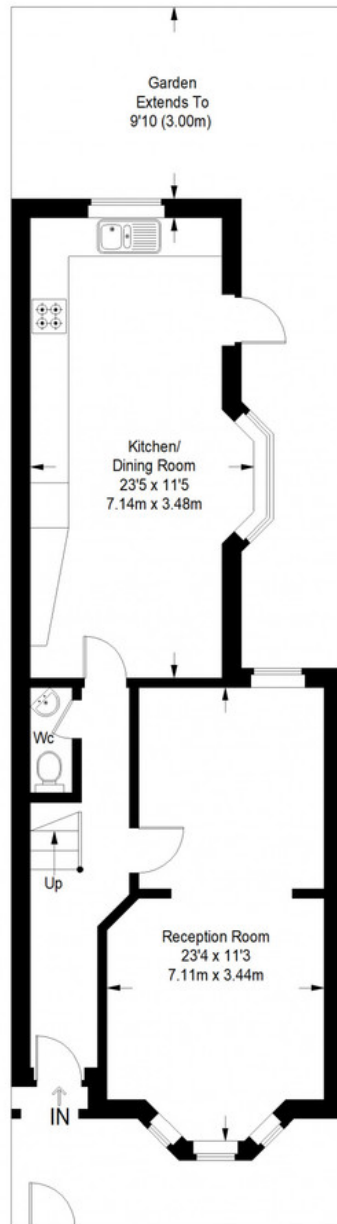 Garden
Extends To
9'10 (3.00m)
Kitchen/
Dining Room
23'5 x 11'5
7.14m x 3.48m
Wc
Up
Reception Room
23'4 x 11'3
7.11m x 3.44m
IN